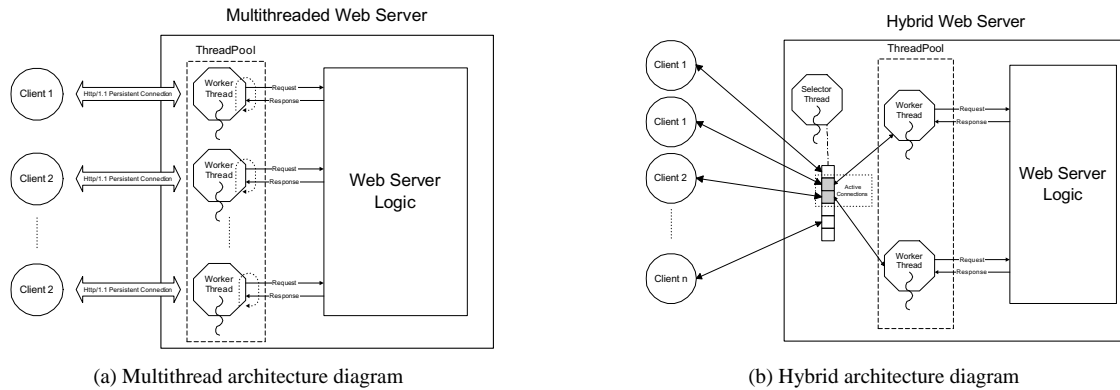 Multithreaded Web Server
ThreadPool
Client 1
Http/1.1 Persistent Connection
Worker
Thread
Request
Response
Client 2
Http/1.1 Persistent Connection
Worker
Thread
Request
Response
Web Server
Logic
Client 2
Http/1.1 Persistent Connection
Worker
Thread
Request
Response
(a) Multithread architecture diagram
Hybrid Web Server
ThreadPool
Client 1
Selector
Thread
Client 1
Worker
Thread
Request
Response
Client 2
Active
Connections
Web Server
Logic
Client n
Worker
Thread
Request
Response
(b) Hybrid architecture diagram